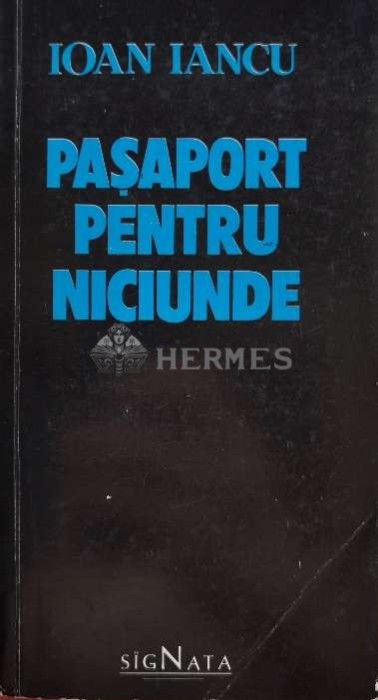 IOAN IANCU
PAȘAPORT
PENTRU
NICIUNDE
HERMES
SIGNATA